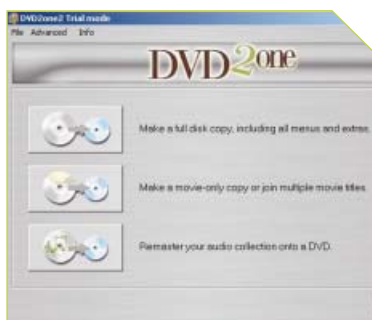 DVD2one2 Trial mode
File Advanced Info
DVD2one
Make a full disk copy, including all menus and extras.
Make a movie-only copy or join multiple movie titles.
Remaster your audio collection onto a DVD.